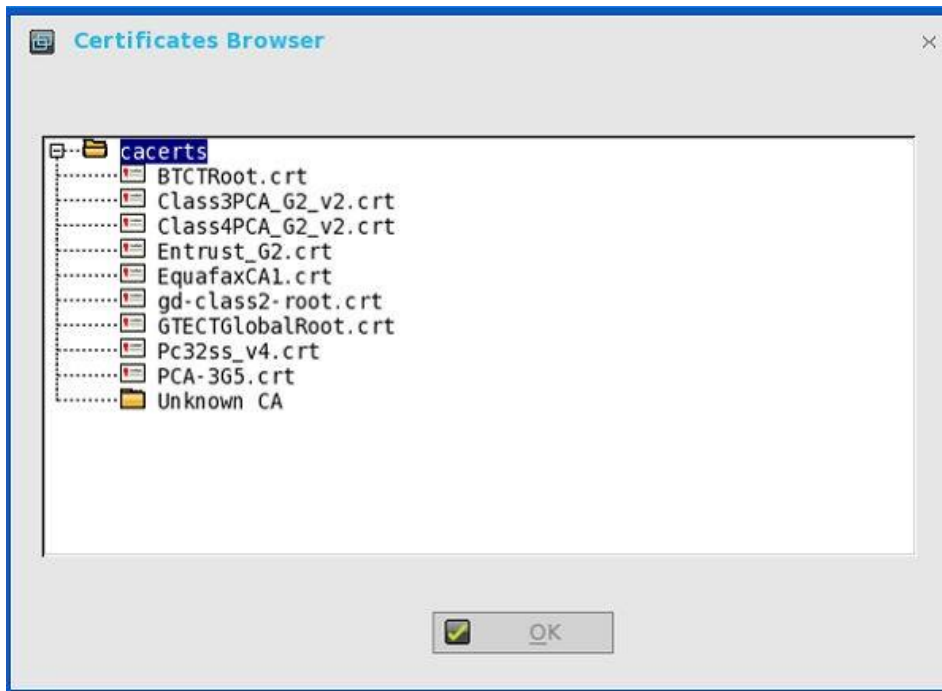 Certificates Browser
cacerts
BTCTRoot.crt
Class3PCA_G2_v2.crt
Class4PCA_G2_v2.crt
Entrust_G2.crt
EquafaxCA1.crt
gd-class2-root.crt
GTECTGlobalRoot.crt
Pc32ss_v4.crt
PCA-3G5.crt
Unknown CA
OK